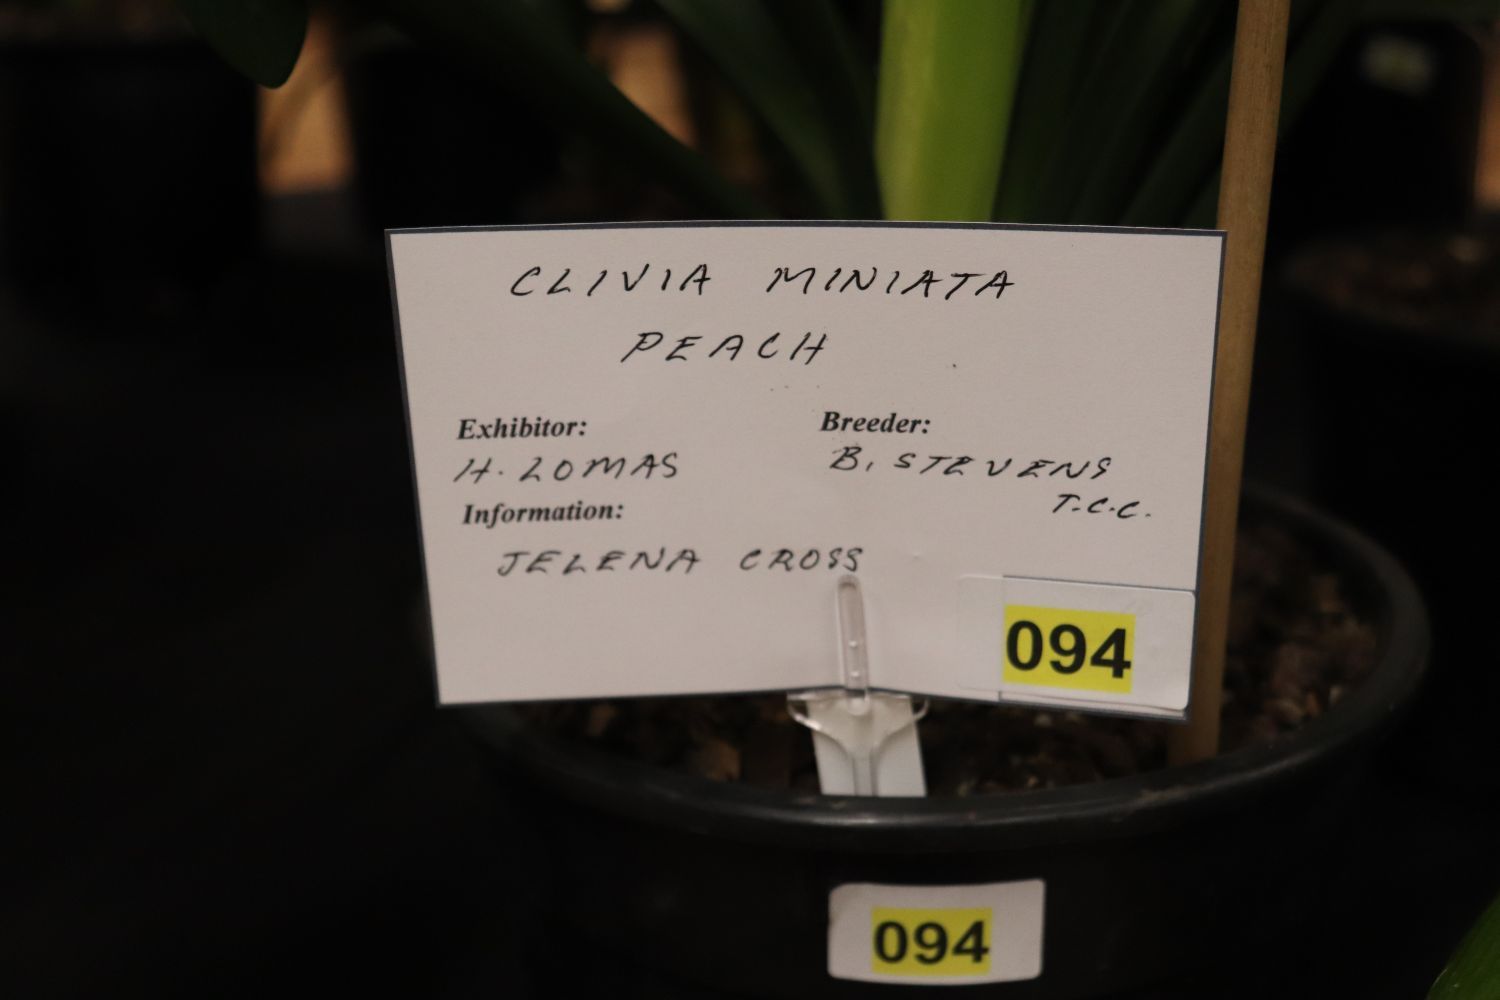 CLIVIA MINIATA
PEACH
Exhibitor:
H. LOMAS
Breeder:
B. STEVENS
T.C.C.
Information:
JELENA CROSS
094
094